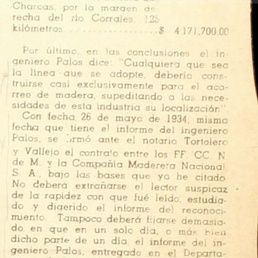 Charcas, por la margen de-
recha del río Corrales. 125
kilómetros $ 4.171,700.00
Por último, en las conclusiones el in-
geniero Palos dice: "Cualquiera que sea
la línea que se adopte, debería cons-
truirse casi exclusivamente para el aca-
rreo de madera, supeditando a las nece-
sidades de esta industria su localización"
Con fecha 26 de mayo de 1934, misma
fecha que tiene el informe del ingeniero
Palos, se firmó ante el notario Tortolero
y Vallejo el contrato entre los FF. CC. N.
de M. y la Compañía Maderera Nacional
S. A., bajo las bases que ya he citado.
No deberá extrañarse el lector suspicaz
de la rapidez con que fué leído, estudia-
do y digerido el informe del reconoci-
miento. Tampoco deberá fijarse demasia-
do en que en un solo día, o más bien
dicho parte de un día, el informe del in-
geniero Palos, entregado en el Departa-